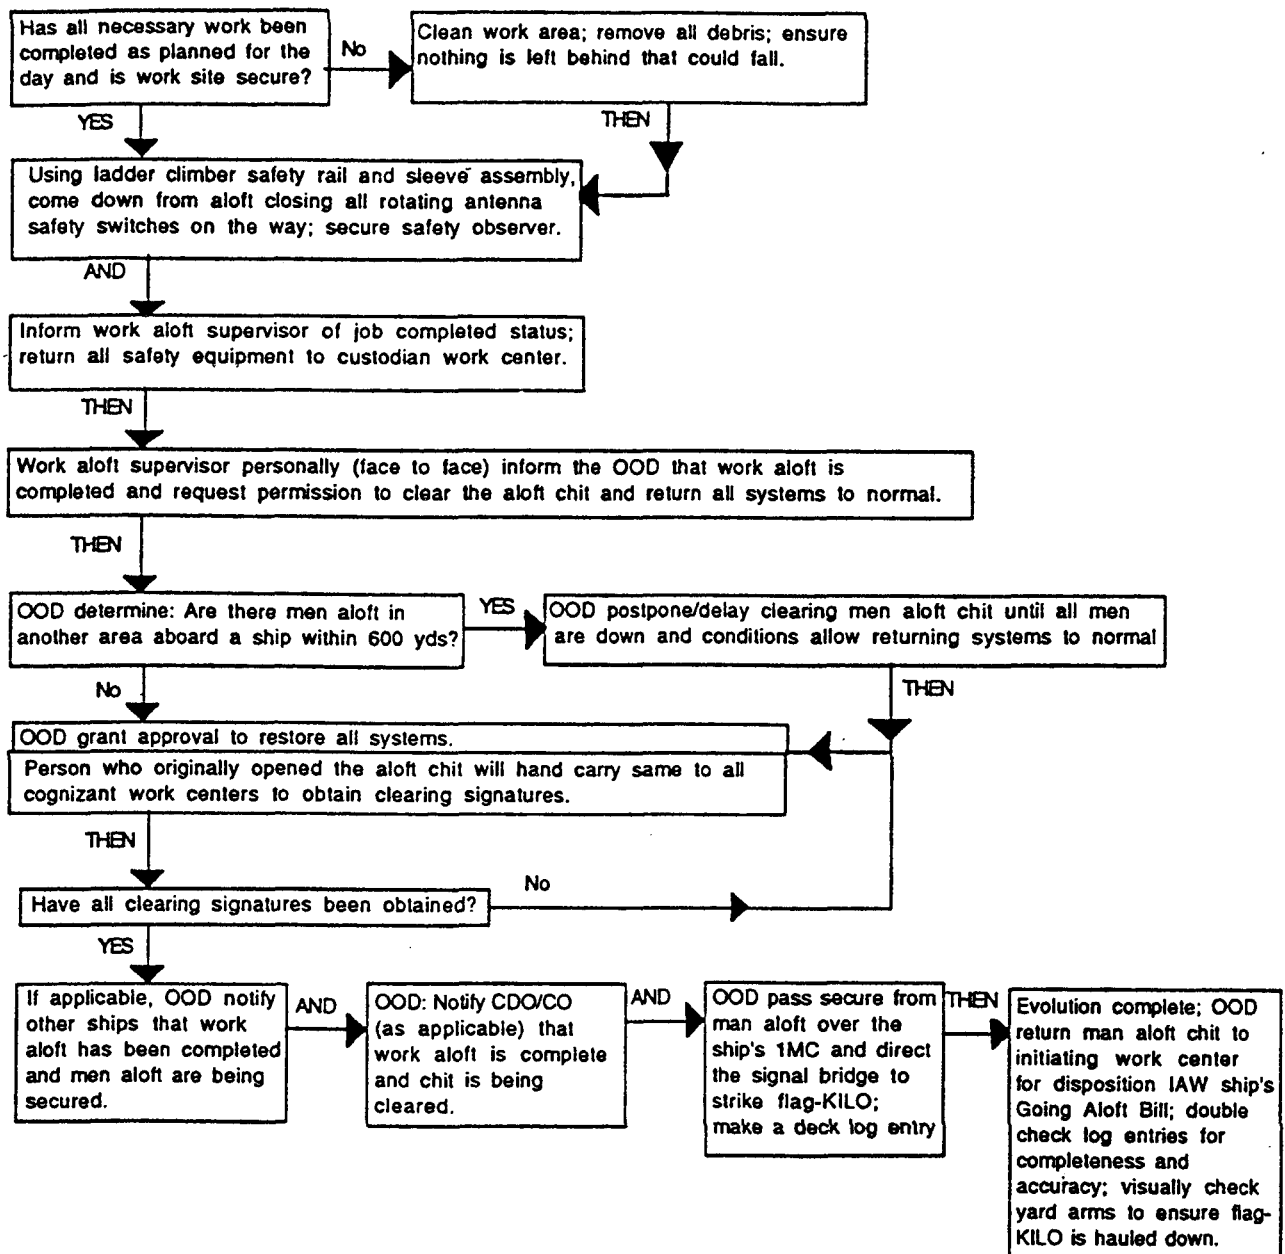 Has all necessary work been
completed as planned for the
day and is work site secure?
No
Clean work area; remove all debris; ensure
nothing is left behind that could fall.
YES
THEN
Using ladder climber safety rail and sleeve assembly,
come down from aloft closing all rotating antenna
safety switches on the way; secure safety observer.
AND
Inform work aloft supervisor of job completed status;
return all safety equipment to custodian work center.
THEN
Work aloft supervisor personally (face to face) inform the OOD that work aloft is
completed and request permission to clear the aloft chit and return all systems to normal.
THEN
OOD determine: Are there men aloft in
another area aboard a ship within 600 yds?
YES
OOD postpone/delay clearing men aloft chit until all men
are down and conditions allow returning systems to normal
No
THEN
OOD grant approval to restore all systems.
Person who originally opened the aloft chit will hand carry same to all
cognizant work centers to obtain clearing signatures.
THEN
Have all clearing signatures been obtained?
No
YES
If applicable, OOD notify
other ships that work
aloft has been completed
and men aloft are being
secured.
AND
OOD: Notify CDO/CO
(as applicable) that
work aloft is complete
and chit is being
cleared.
AND
OOD pass secure from
man aloft over the
ship's 1MC and direct
the signal bridge to
strike flag-KILO;
make a deck log entry
THEN
Evolution complete; OOD
return man aloft chit to
initiating work center
for disposition IAW ship's
Going Aloft Bill; double
check log entries for
completeness and
accuracy; visually check
yard arms to ensure flag-
KILO is hauled down.